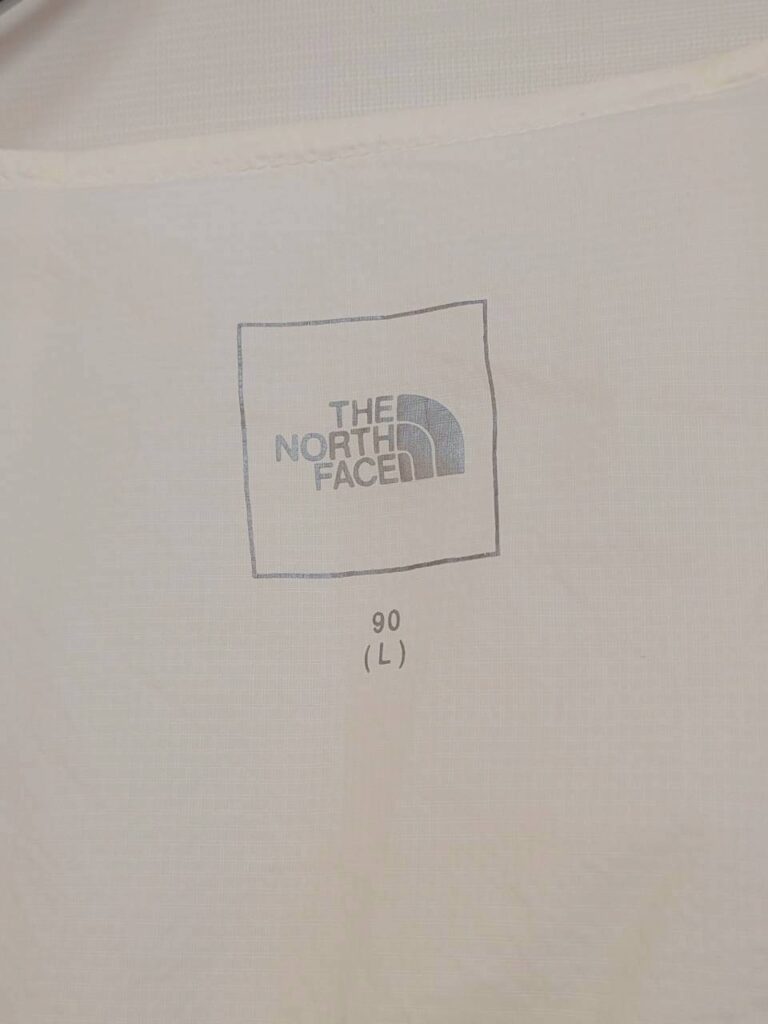 THE
NORTH
FACE
90
(L)